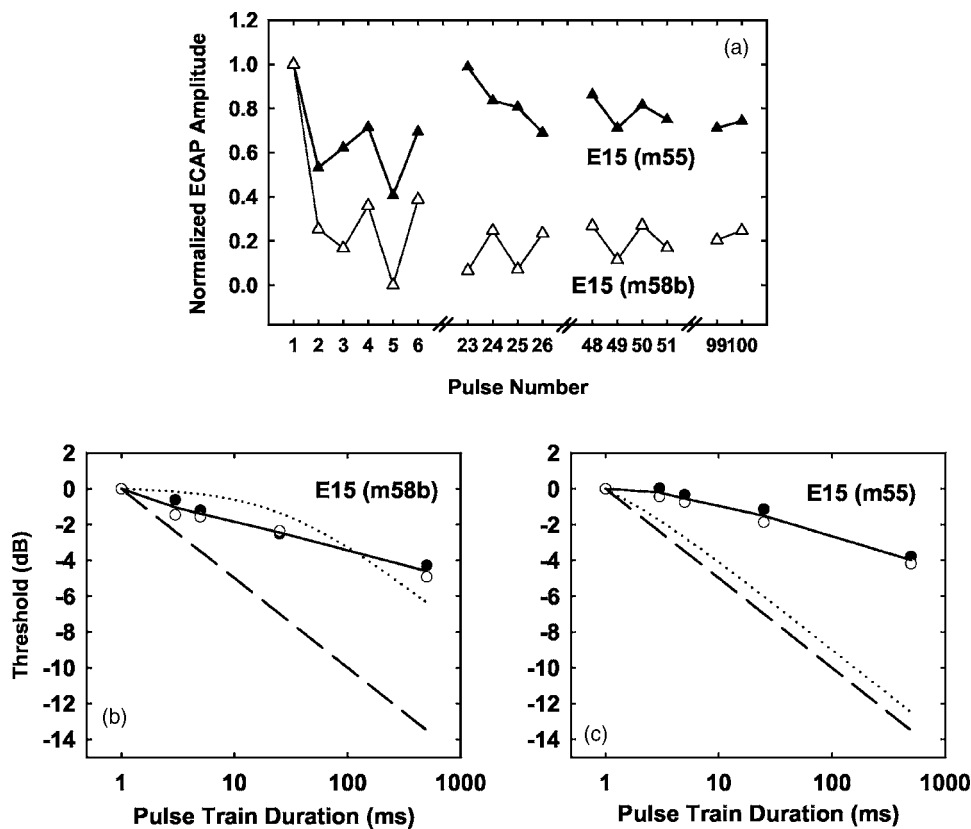 1.2
1.0
0.8
0.6
0.4
0.2
0.0
Normalized ECAP Amplitude
(a)
E15 (m55)
E15 (m58b)
1 2 3 4 5 6 23 24 25 26 48 49 50 51 99 100
Pulse Number
2
0
-2
-4
-6
-8
-10
-12
-14
Threshold (dB)
E15 (m58b)
(b)
1 10 100 1000
Pulse Train Duration (ms)
2
0
-2
-4
-6
-8
-10
-12
-14
E15 (m55)
(c)
1 10 100 1000
Pulse Train Duration (ms)